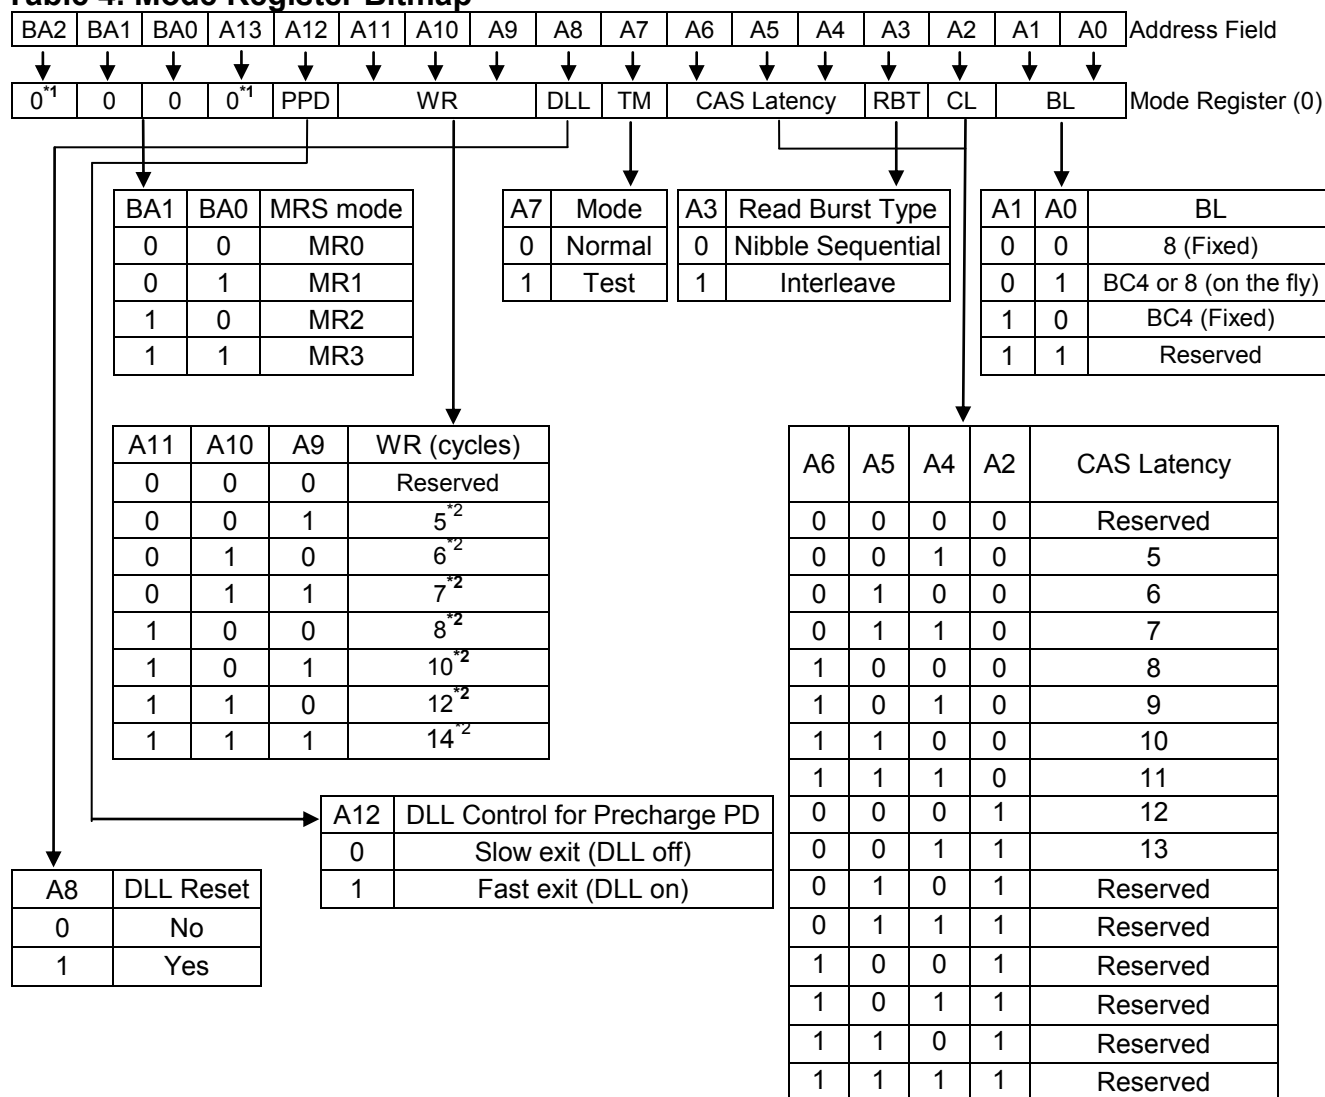 Table 4. Mode Register Bitmap
BA2 BA1 BA0 A13 A12 A11 A10 A9 A8 A7 A6 A5 A4 A3 A2 A1 A0 Address Field
0*1 0 0 0*1 PPD WR DLL TM CAS Latency RBT CL BL Mode Register (0)
BA1 BA0 MRS mode
0 0 MR0
0 1 MR1
1 0 MR2
1 1 MR3
A7 Mode
0 Normal
1 Test
A3 Read Burst Type
0 Nibble Sequential
1 Interleave
A1 A0 BL
0 0 8 (Fixed)
0 1 BC4 or 8 (on the fly)
1 0 BC4 (Fixed)
1 1 Reserved
A11 A10 A9 WR (cycles)
0 0 0 Reserved
0 0 1 5*2
0 1 0 6*2
0 1 1 7*2
1 0 0 8*2
1 0 1 10*2
1 1 0 12*2
1 1 1 14*2
A6 A5 A4 A2 CAS Latency
0 0 0 0 Reserved
0 0 1 0 5
0 1 0 0 6
0 1 1 0 7
1 0 0 0 8
1 0 1 0 9
1 1 0 0 10
1 1 1 0 11
0 0 0 1 12
0 0 1 1 13
0 1 0 1 Reserved
0 1 1 1 Reserved
1 0 0 1 Reserved
1 0 1 1 Reserved
1 1 0 1 Reserved
1 1 1 1 Reserved
A12 DLL Control for Precharge PD
0 Slow exit (DLL off)
1 Fast exit (DLL on)
A8 DLL Reset
0 No
1 Yes